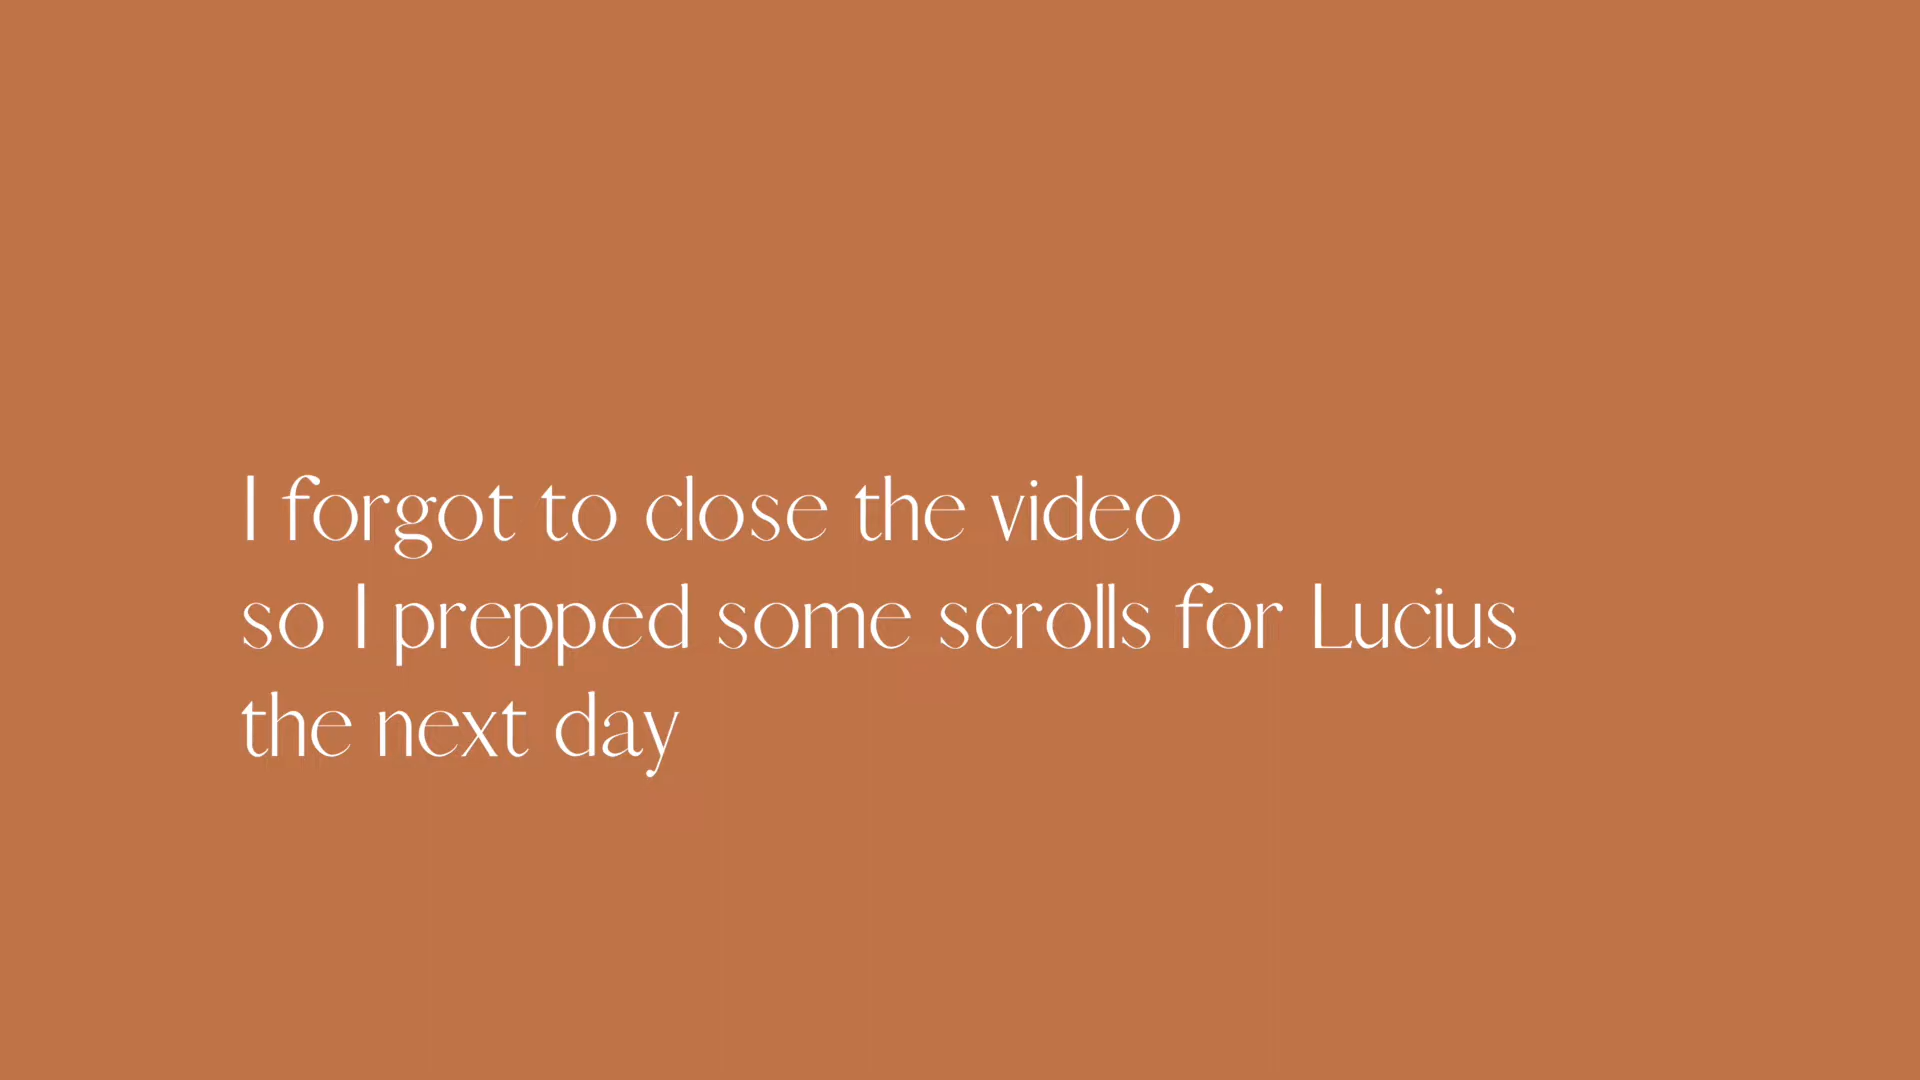 I forgot to close the video
so I prepped some scrolls for Lucius
the next day